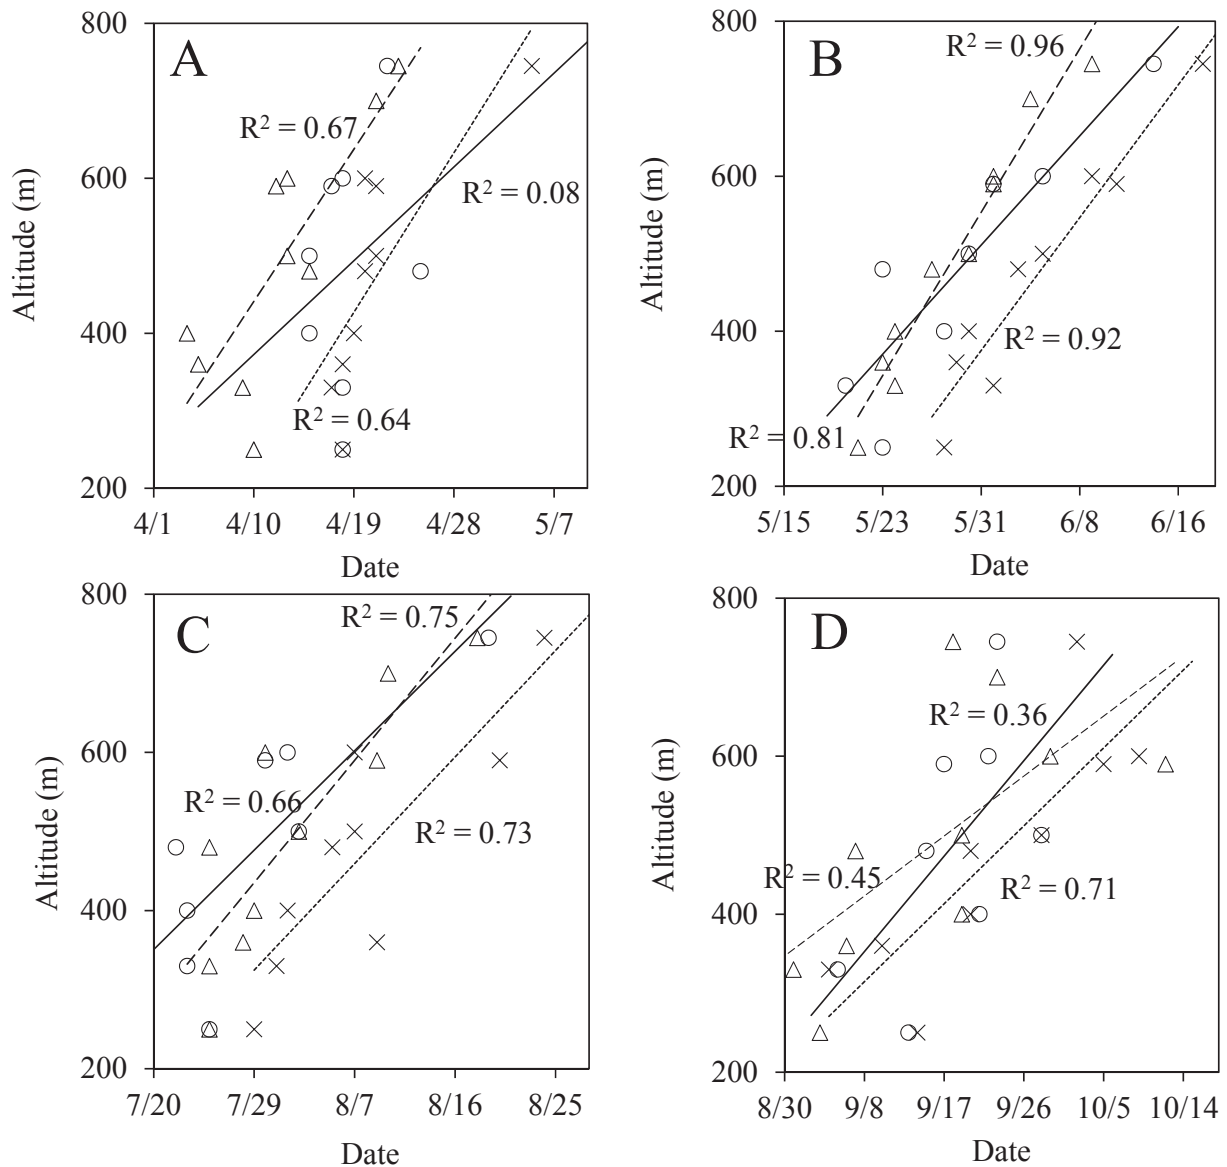 A
800
600
400
200
Altitude (m)
R² = 0.67
R² = 0.08
R² = 0.64
4/1 4/10 4/19 4/28 5/7
Date
B
800
600
400
200
Altitude (m)
R² = 0.96
R² = 0.92
R² = 0.81
5/15 5/23 5/31 6/8 6/16
Date
C
800
600
400
200
Altitude (m)
R² = 0.75
R² = 0.66
R² = 0.73
7/20 7/29 8/7 8/16 8/25
Date
D
800
600
400
200
Altitude (m)
R² = 0.36
R² = 0.45
R² = 0.71
8/30 9/8 9/17 9/26 10/5 10/14
Date